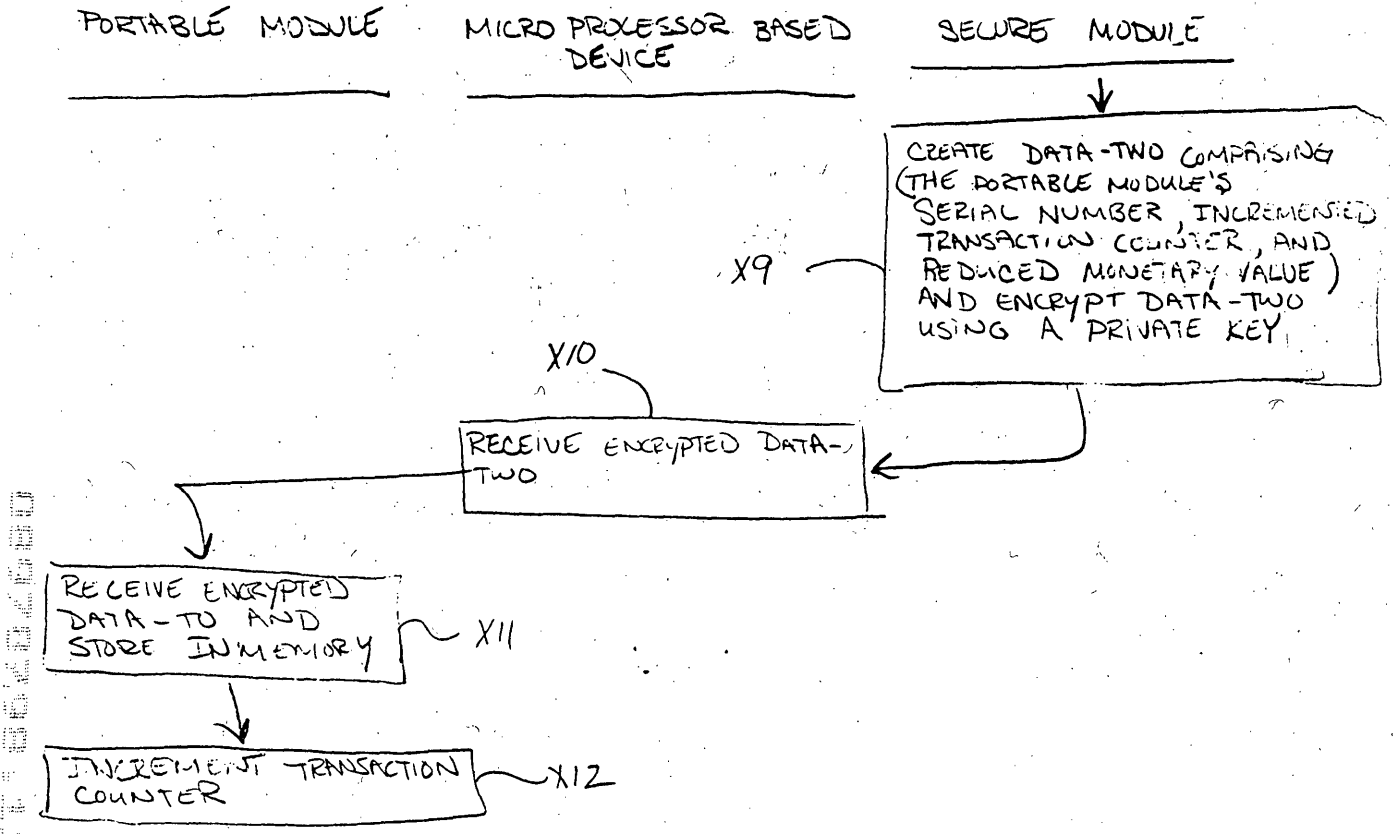 PORTABLE MODULE
MICRO PROCESSOR BASED
DEVICE
SECURE MODULE
CREATE DATA-TWO COMPRISING
(THE PORTABLE MODULE'S
SERIAL NUMBER, INCREMENTED
TRANSACTION COUNTER, AND
REDUCED MONETARY VALUE)
AND ENCRYPT DATA-TWO
USING A PRIVATE KEY
X9
X10
RECEIVE ENCRYPTED DATA-
TWO
RECEIVE ENCRYPTED
DATA-TO AND
STORE IN MEMORY
X11
INCREMENT TRANSACTION
COUNTER
X12